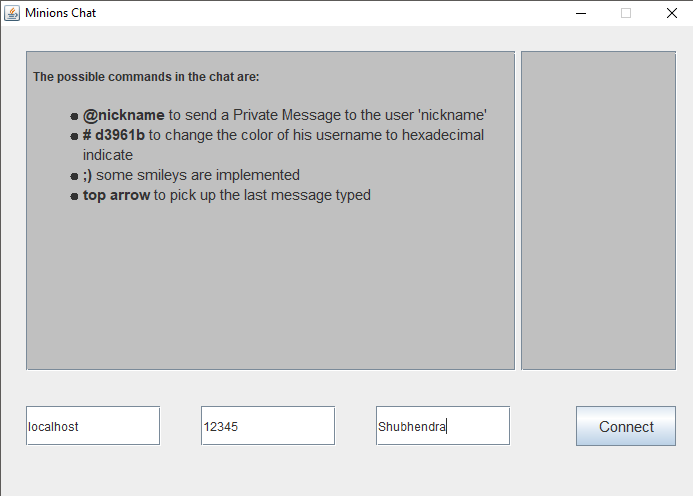 Minions Chat
The possible commands in the chat are:
@nickname to send a Private Message to the user 'nickname'
# d3961b to change the color of his username to hexadecimal
indicate
;) some smileys are implemented
top arrow to pick up the last message typed
localhost
12345
Shubhendra
Connect